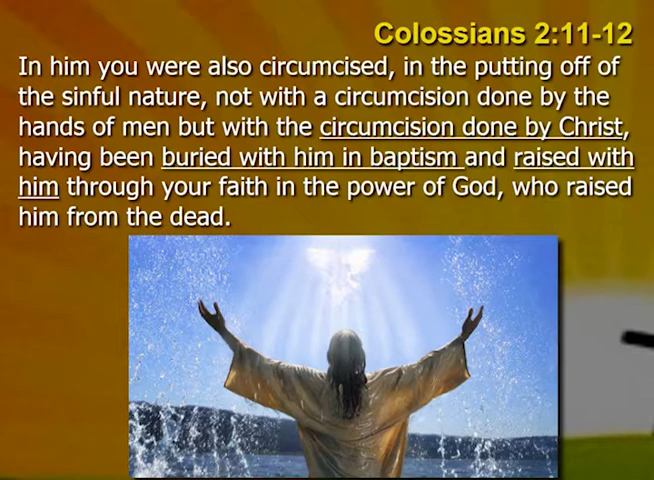 Colossians 2:11-12
In him you were also circumcised, in the putting off of
the sinful nature, not with a circumcision done by the
hands of men but with the circumcision done by Christ,
having been buried with him in baptism and raised with
him through your faith in the power of God, who raised
him from the dead.